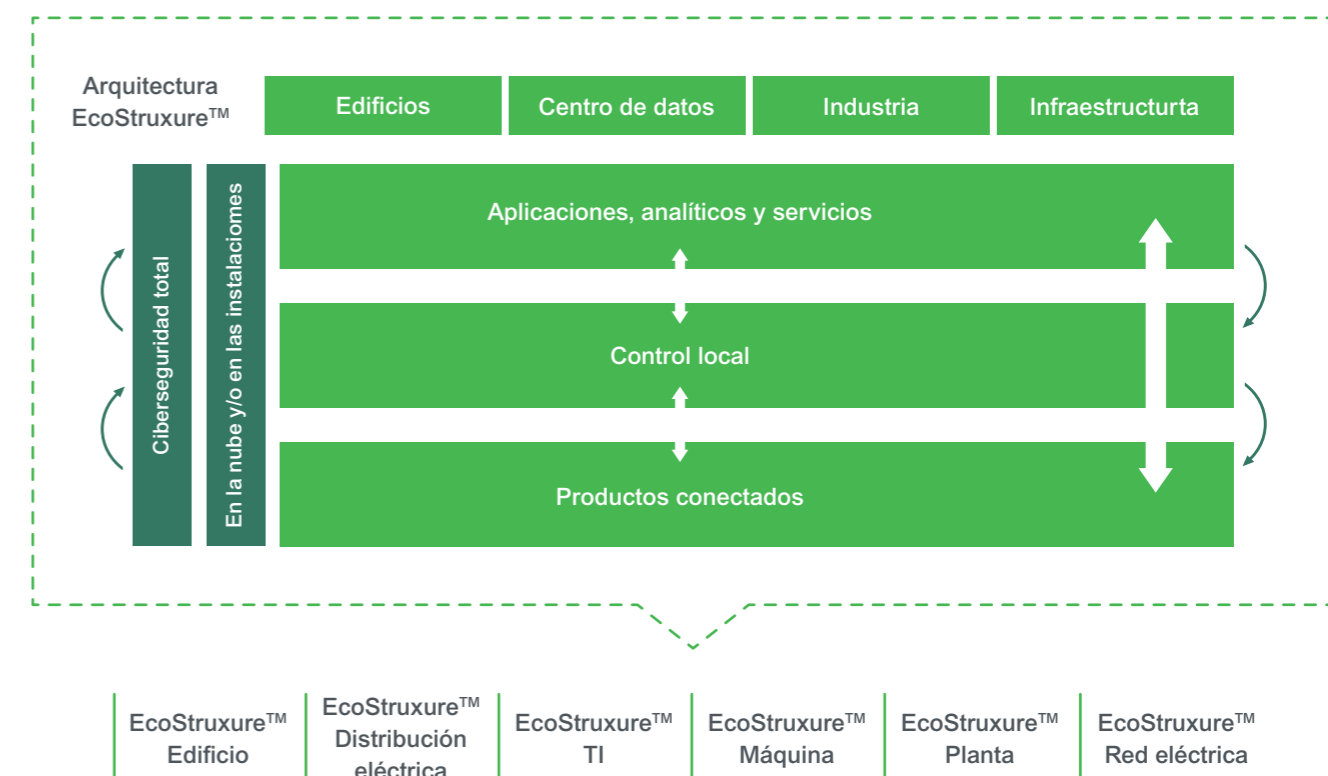 Arquitectura
EcoStruxure™
Edificios
Centro de datos
Industria
Infraestructurta
Ciberseguridad total
En la nube y/o en las instalaciomes
Aplicaciones, analíticos y servicios
Control local
Productos conectados
EcoStruxure™
Edificio
EcoStruxure™
Distribución
eléctrica
EcoStruxure™
TI
EcoStruxure™
Máquina
EcoStruxure™
Planta
EcoStruxure™
Red eléctrica